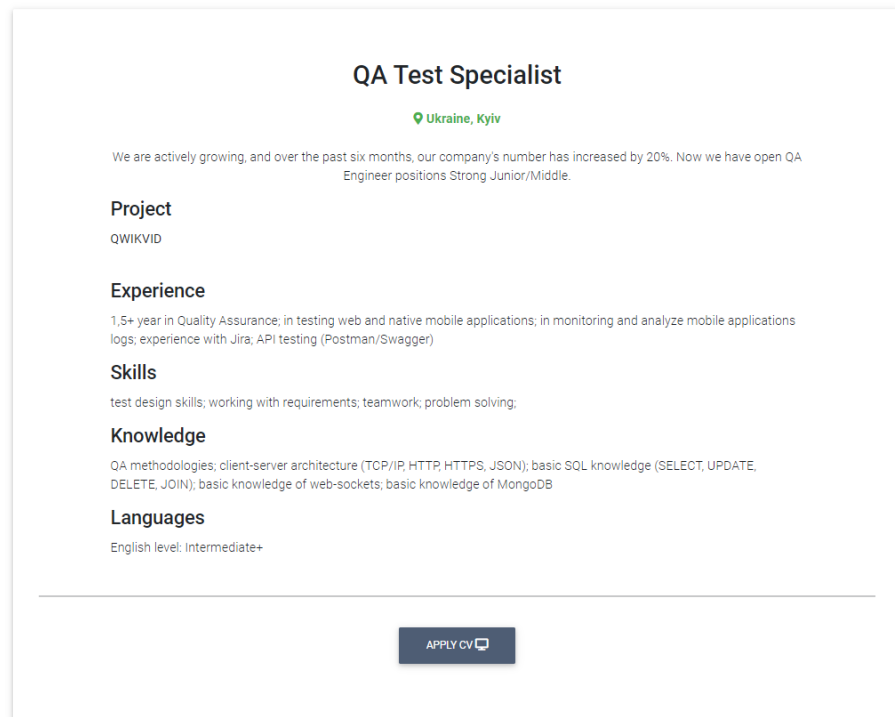 QA Test Specialist
Ukraine, Kyiv
We are actively growing, and over the past six months, our company's number has increased by 20%. Now we have open QA
Engineer positions Strong Junior/Middle.
Project
QWIKVID
Experience
1,5+ year in Quality Assurance; in testing web and native mobile applications; in monitoring and analyze mobile applications
logs; experience with Jira; API testing (Postman/Swagger)
Skills
test design skills; working with requirements; teamwork; problem solving;
Knowledge
QA methodologies; client-server architecture (TCP/IP, HTTP, HTTPS, JSON); basic SQL knowledge (SELECT, UPDATE,
DELETE, JOIN); basic knowledge of web-sockets; basic knowledge of MongoDB
Languages
English level: Intermediate+
APPLY CV